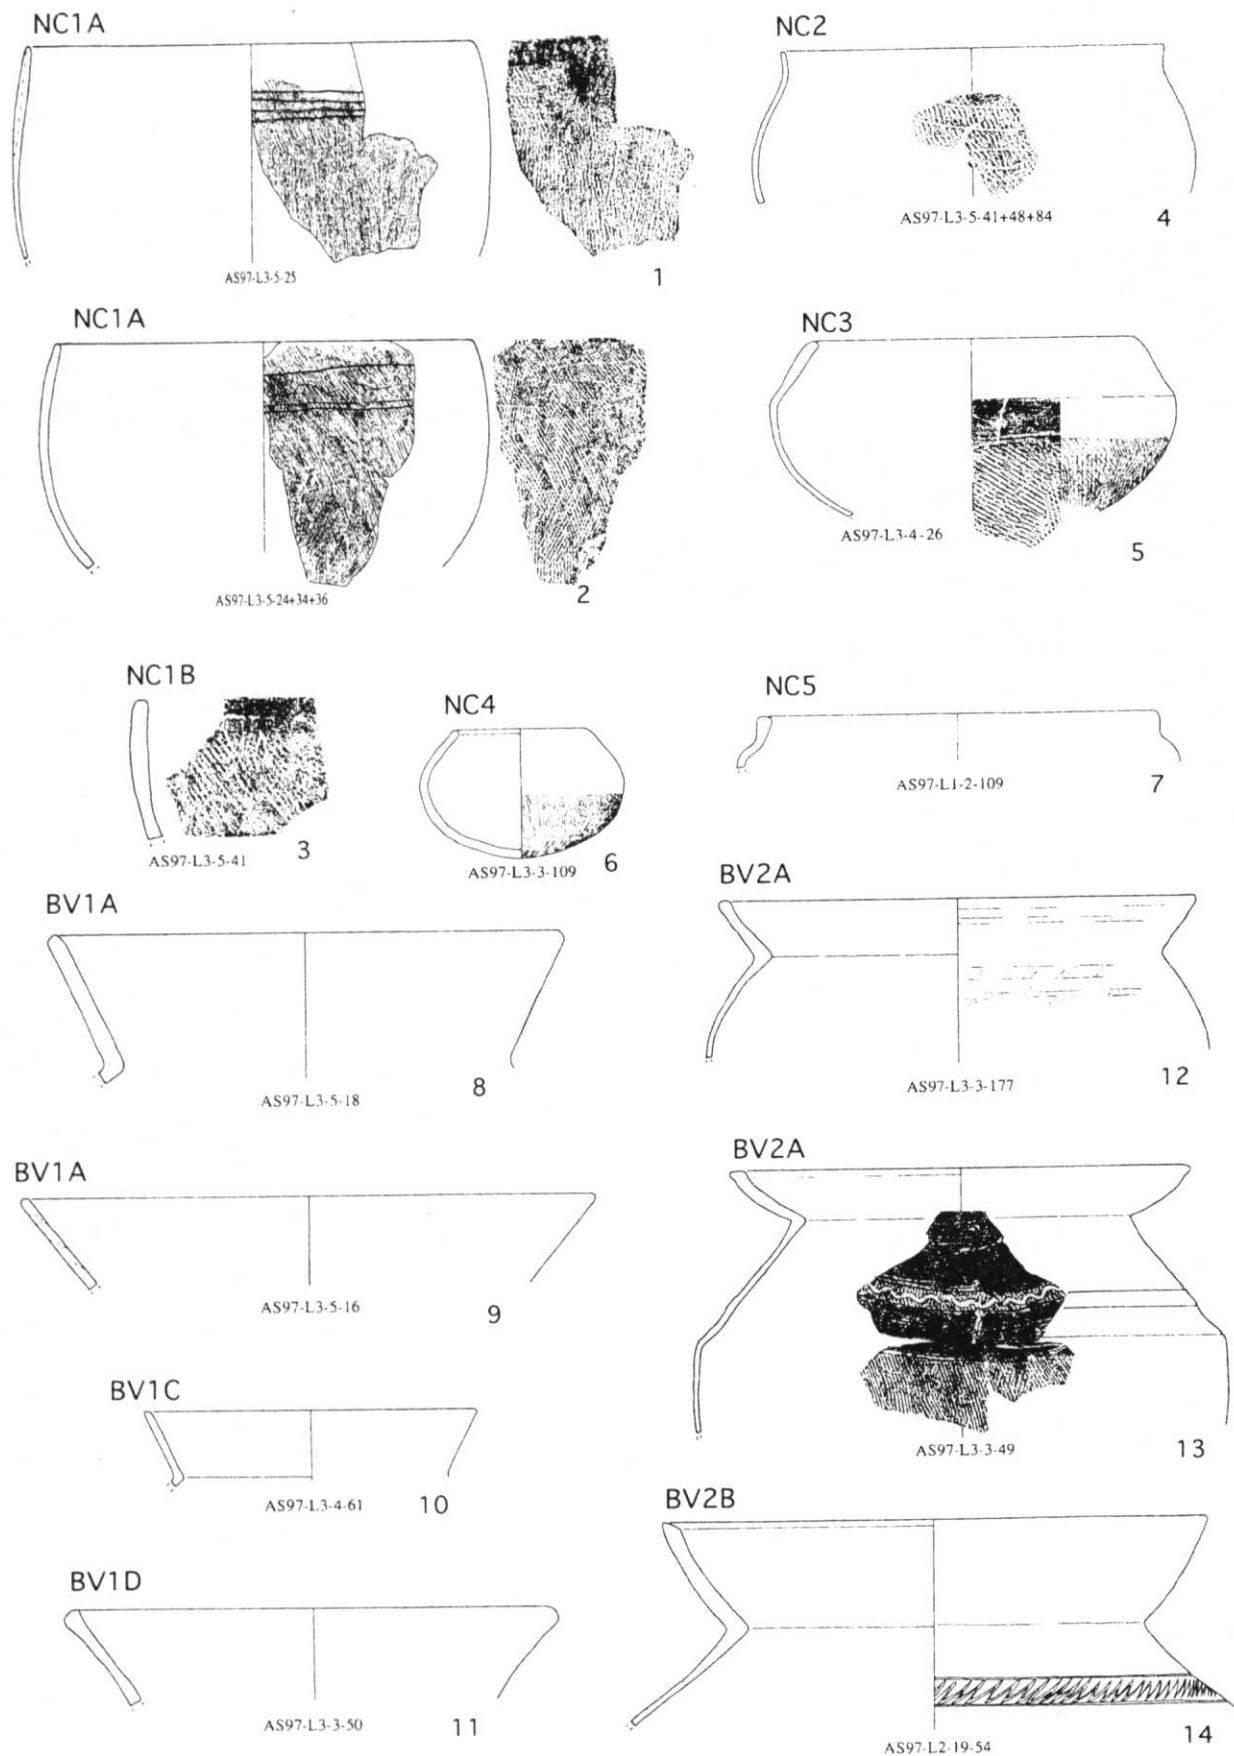 NC1A
AS97-L3-5-25
1
NC2
AS97-L3-5-41+48+84
4
NC1A
AS97-L3-5-24+34+36
2
NC3
AS97-L3-4-26
5
NC1B
AS97-L3-5-41
3
NC4
AS97-L3-3-109
6
NC5
AS97-L1-2-109
7
BV1A
AS97-L3-5-18
8
BV2A
AS97-L3-3-177
12
BV1A
AS97-L3-5-16
9
BV2A
AS97-L3-3-49
13
BV1C
AS97-L3-4-61
10
BV2B
AS97-L2-19-54
14
BV1D
AS97-L3-3-50
11